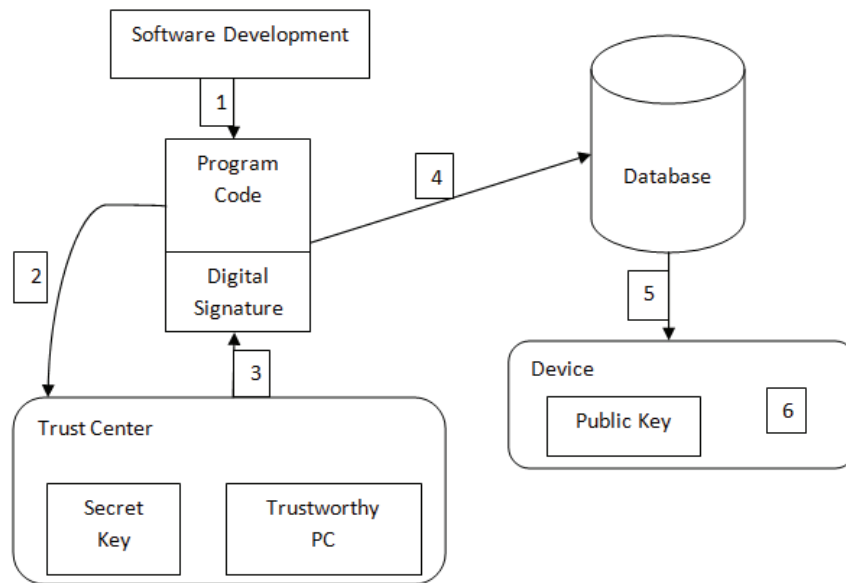 Software Development
1
Program
Code
4
Database
2
Digital
Signature
5
3
Device
Public Key
6
Trust Center
Secret
Key
Trustworthy
PC